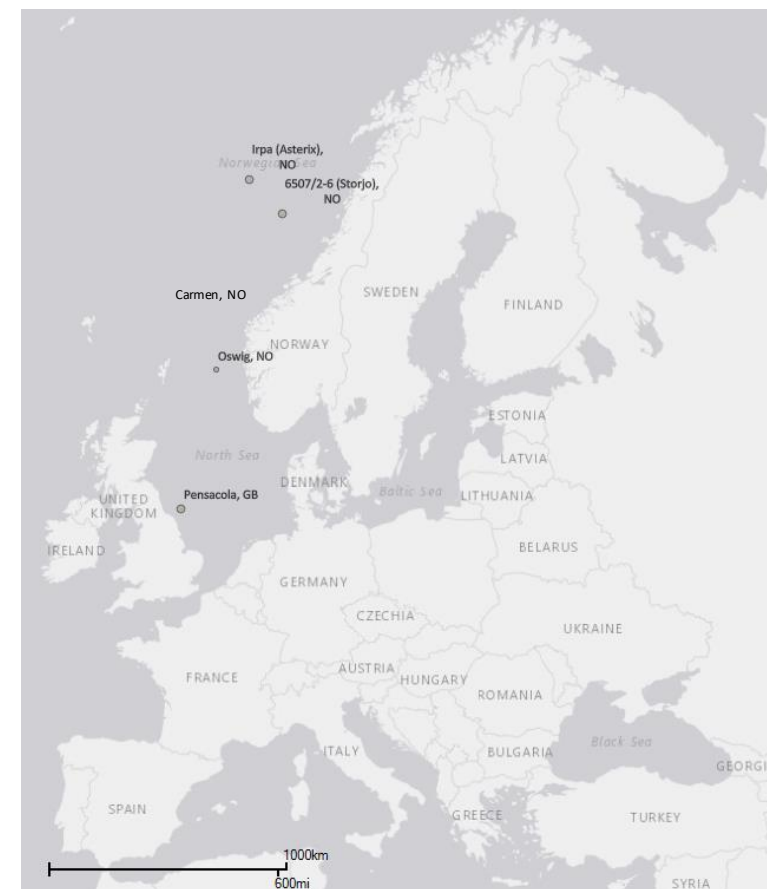 Irpa (Asterix),
NO
Norwegian Sea
6507/2-6 (Storjo),
NO
Carmen, NO
SWEDEN
FINLAND
NORWAY
Oswig, NO
ESTONIA
North Sea
LATVIA
DENMARK
Baltic Sea
LITHUANIA
Pensacola, GB
UNITED
KINGDOM
IRELAND
BELARUS
GERMANY
CZECHIA
UKRAINE
AUSTRIA
FRANCE
HUNGARY
ROMANIA
ITALY
BULGARIA
Black Sea
GEORGI
SPAIN
GREECE
TURKEY
1000km
600mi
SYRIA